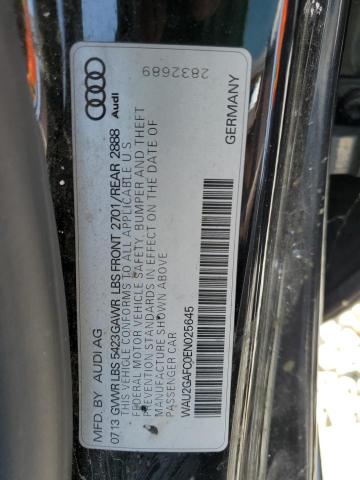 Audi
2832689
MFD. BY AUDI AG
GERMANY
07 13 GVWR LBS 5423 GAWR LBS FRONT 2701/REAR 2888
THIS VEHICLE CONFORMS TO ALL APPLICABLE U S
FEDERAL MOTOR VEHICLE SAFETY, BUMPER AND THEFT
PREVENTION STANDARDS IN EFFECT ON THE DATE OF
MANUFACTURE SHOWN ABOVE
PASSENGER CAR
WAU2GAFC0EN025645